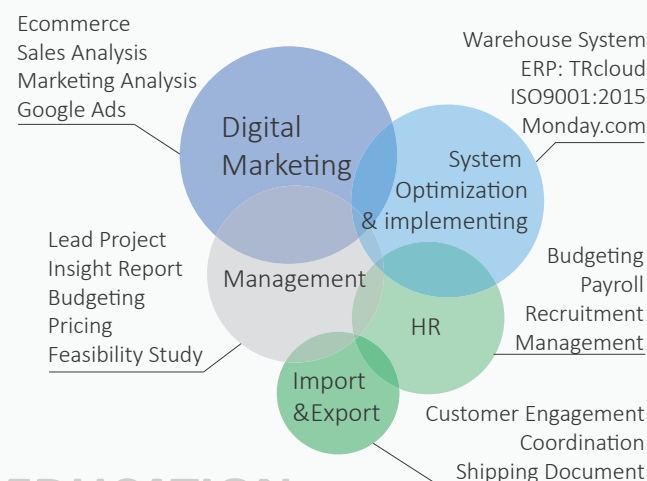 Ecommerce
Sales Analysis
Marketing Analysis
Google Ads
Warehouse System
ERP: TRcloud
ISO9001:2015
Monday.com
Digital
Marketing
System
Optimization
& implementing
Lead Project
Insight Report
Budgeting
Pricing
Feasibility Study
Management
HR
Budgeting
Payroll
Recruitment
Management
Import
&Export
Customer Engagement
Coordination
Shipping Document
EDUCATION